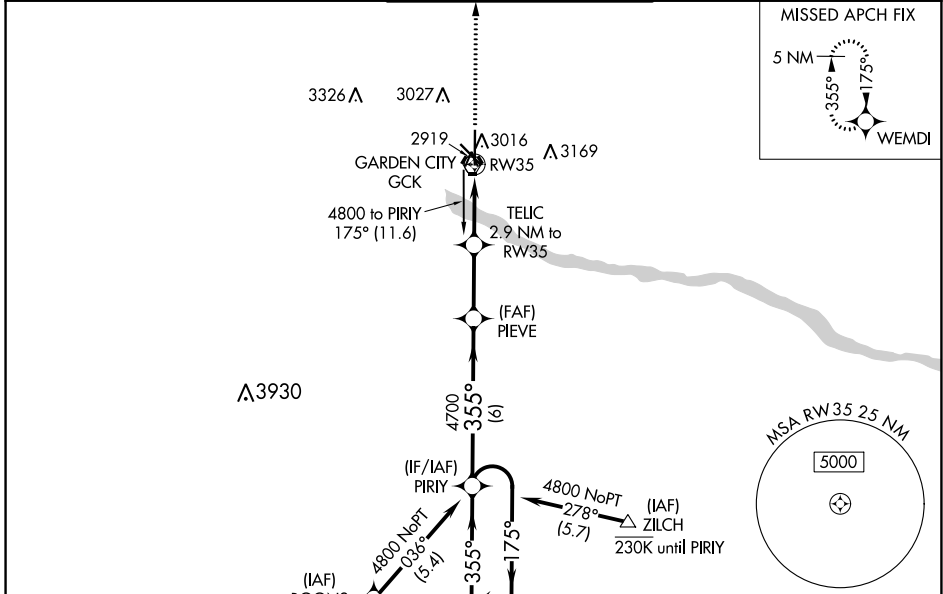 MISSED APCH FIX
5 NM
355°
175°
WEMDI
3326
3027
2919
3016
3169
GARDEN CITY
GCK
RW35
4800 to PIRIY
175° (11.6)
TELIC
2.9 NM to
RW35
(FAF)
PIEVE
3930
4700
355°
(6)
MSA RW35 25 NM
5000
(IF/IAF)
PIRIY
4800 NoPT
278°
(5.7)
(IAF)
ZILCH
230K until PIRIY
4800 NoPT
036°
(5.4)
355°
175°
(IAF)